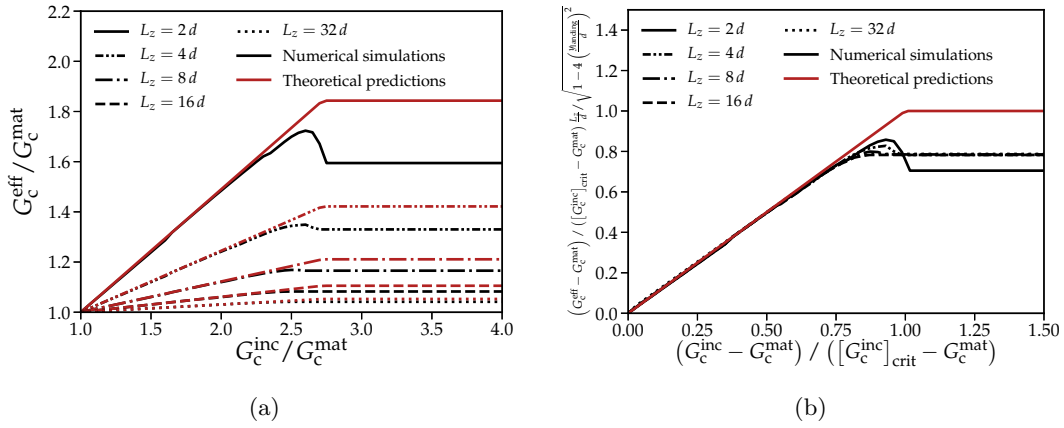 2.2
2.0
1.8
1.6
1.4
1.2
1.0
G_c^eff / G_c^mat
L_z = 2 d
L_z = 4 d
L_z = 8 d
L_z = 16 d
L_z = 32 d
Numerical simulations
Theoretical predictions
1.0 1.5 2.0 2.5 3.0 3.5 4.0
G_c^inc / G_c^mat
(a)
(G_c^eff − G_c^mat) / ([G_c^inc]_crit − G_c^mat) L_z/d / √(1 − 4 (y_landing/d)^2)
1.4
1.2
1.0
0.8
0.6
0.4
0.2
0.0
L_z = 2 d
L_z = 4 d
L_z = 8 d
L_z = 16 d
L_z = 32 d
Numerical simulations
Theoretical predictions
0.00 0.25 0.50 0.75 1.00 1.25 1.50
(G_c^inc − G_c^mat) / ([G_c^inc]_crit − G_c^mat)
(b)